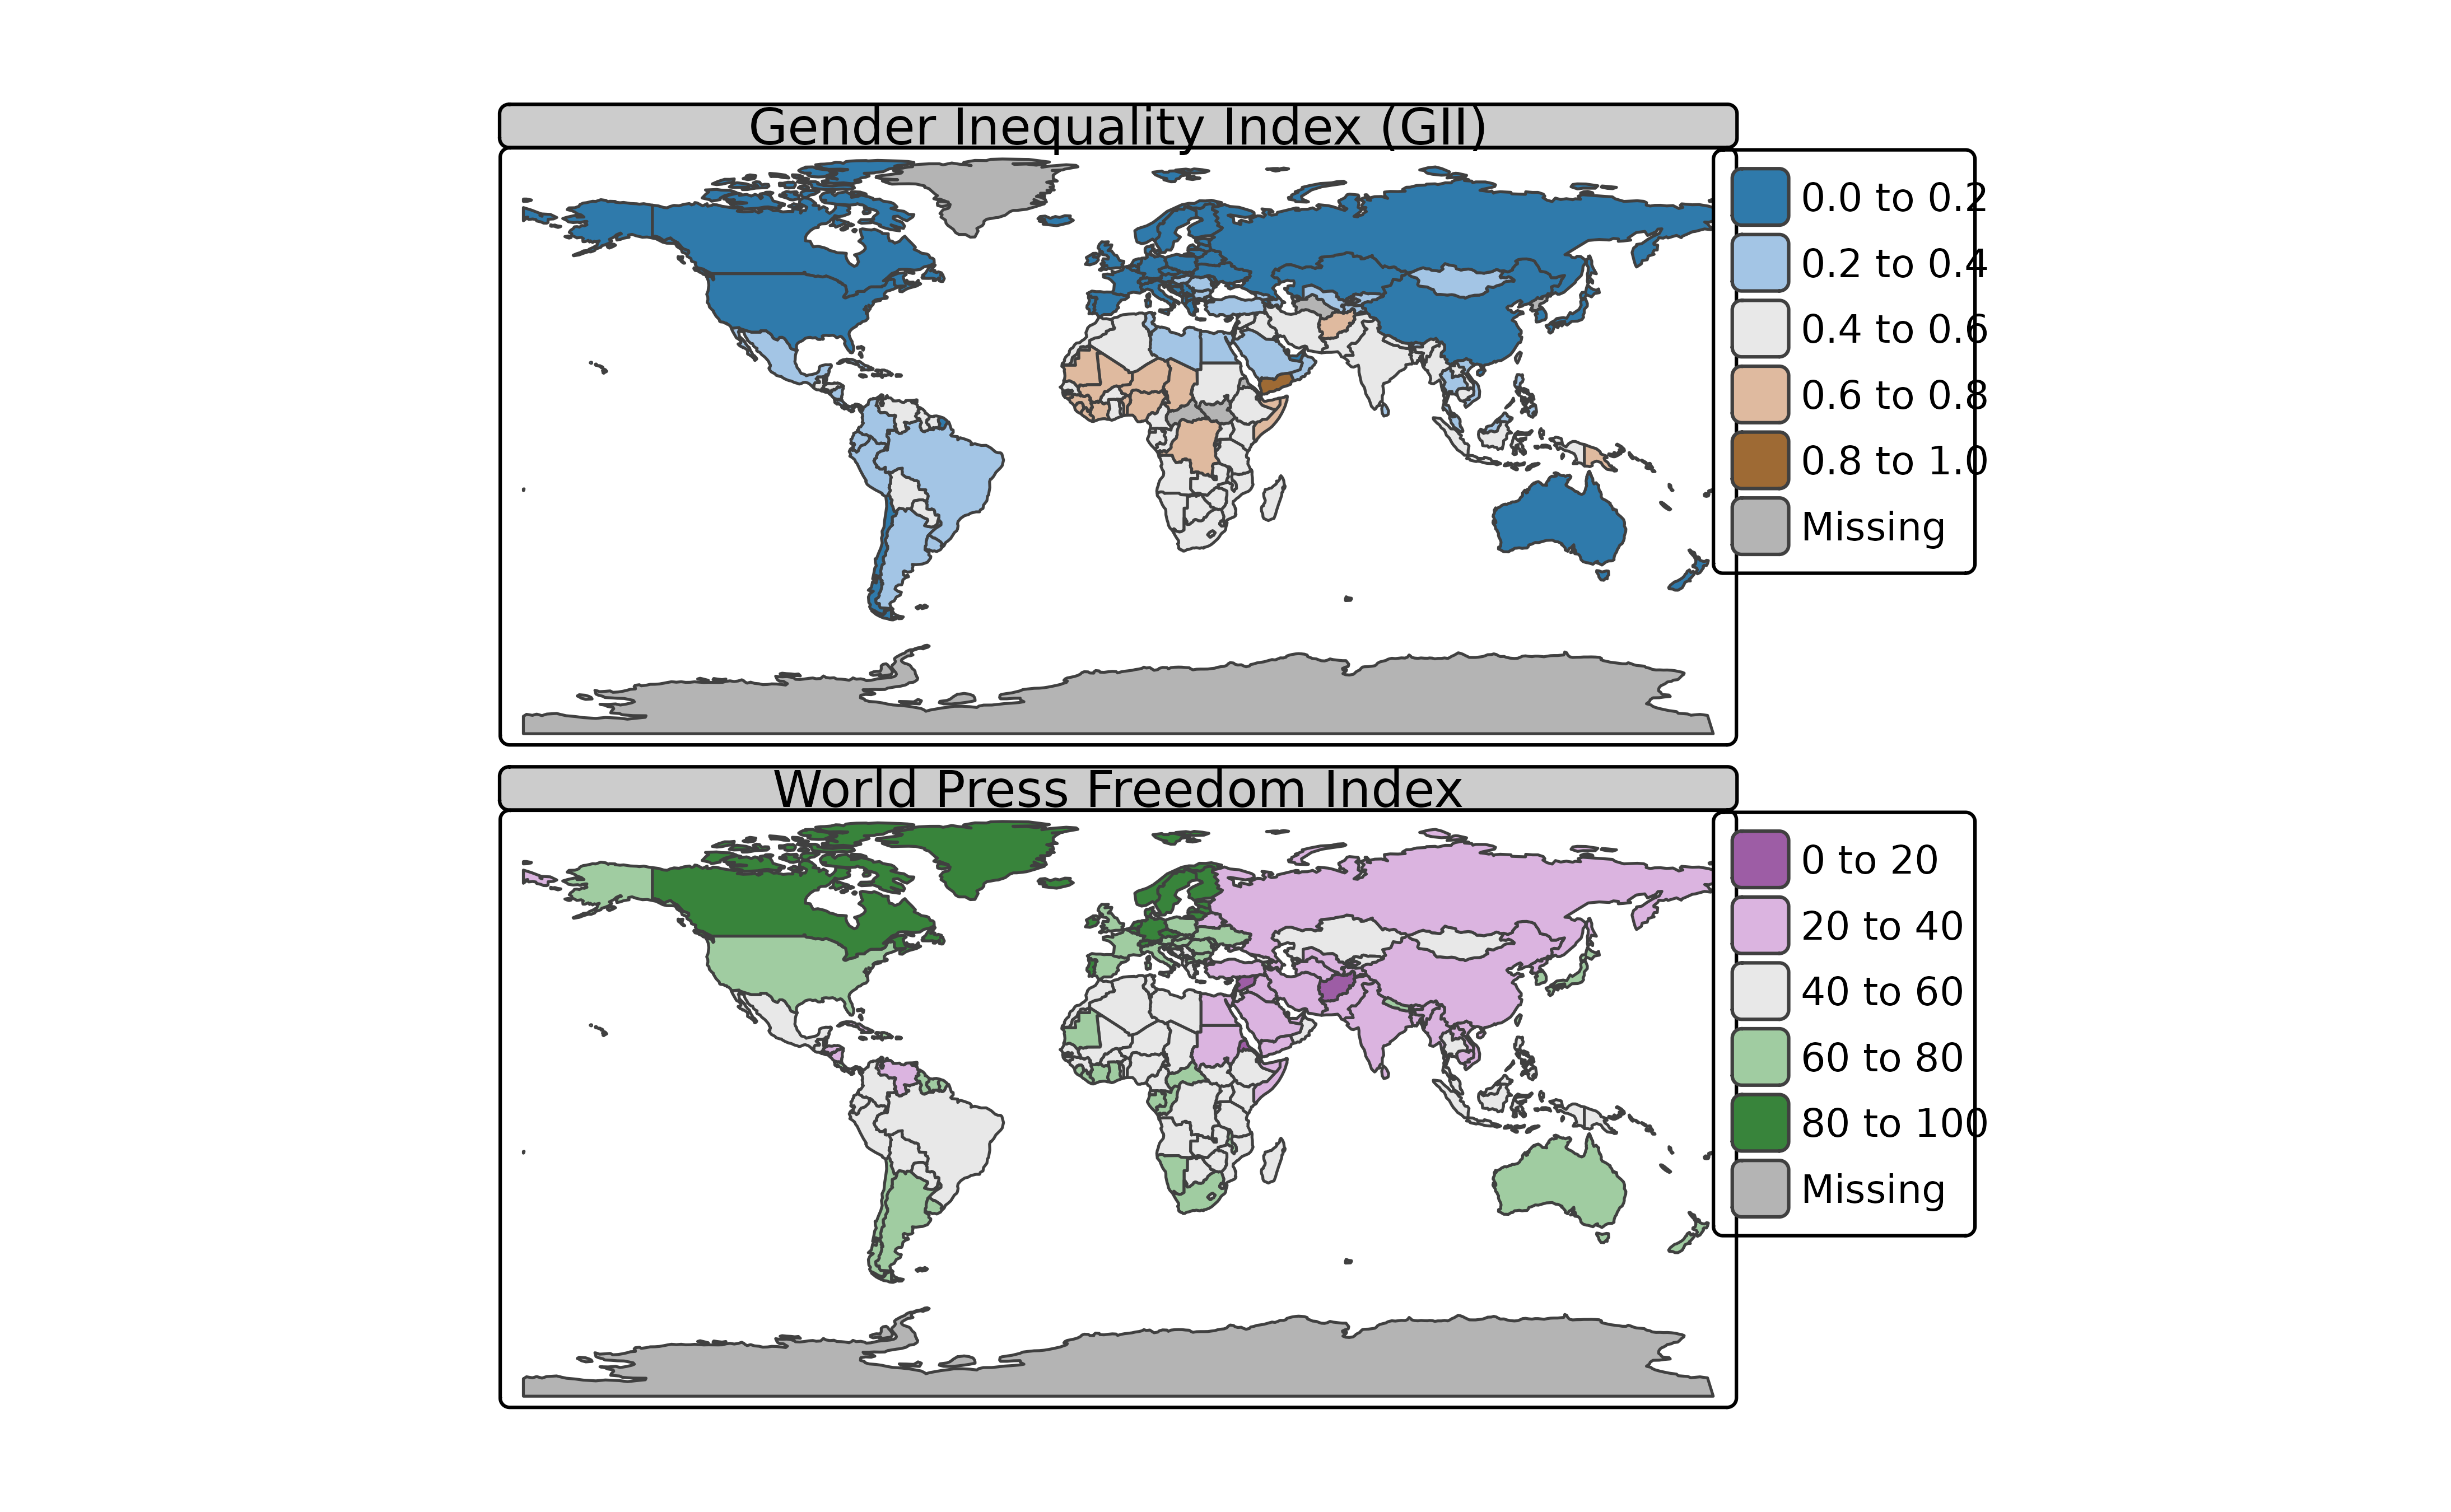 Gender Inequality Index (GII)
0.0 to 0.2
0.2 to 0.4
0.4 to 0.6
0.6 to 0.8
0.8 to 1.0
Missing
World Press Freedom Index
0 to 20
20 to 40
40 to 60
60 to 80
80 to 100
Missing